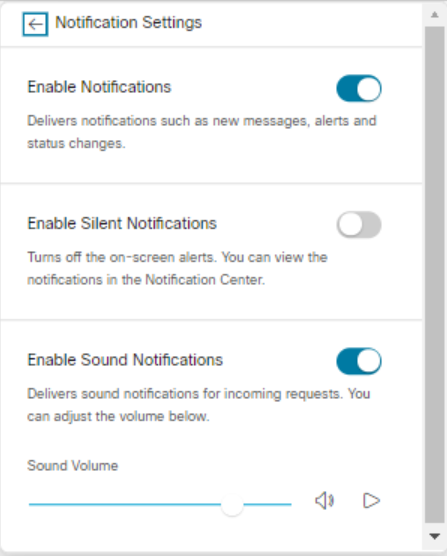 Notification Settings
Enable Notifications
Delivers notifications such as new messages, alerts and
status changes.
Enable Silent Notifications
Turns off the on-screen alerts. You can view the
notifications in the Notification Center.
Enable Sound Notifications
Delivers sound notifications for incoming requests. You
can adjust the volume below.
Sound Volume